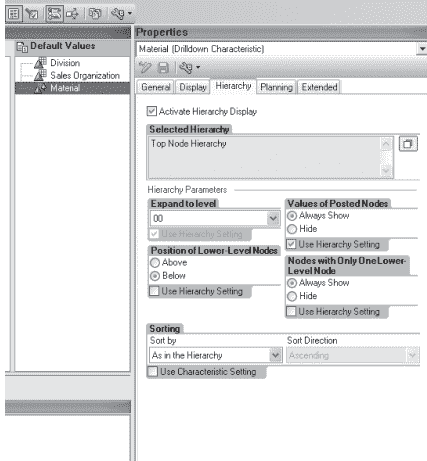 Default Values
Division
Sales Organization
Material
Properties
Material (Drilldown Characteristic)
General Display Hierarchy Planning Extended
Activate Hierarchy Display
Selected Hierarchy
Top Node Hierarchy
Hierarchy Parameters
Expand to level
00
Use Hierarchy Setting
Position of Lower-Level Nodes
Above
Below
Use Hierarchy Setting
Values of Posted Nodes
Always Show
Hide
Use Hierarchy Setting
Nodes with Only One Lower-
Level Node
Always Show
Hide
Use Hierarchy Setting
Sorting
Sort by Sort Direction
As in the Hierarchy Ascending
Use Characteristic Setting